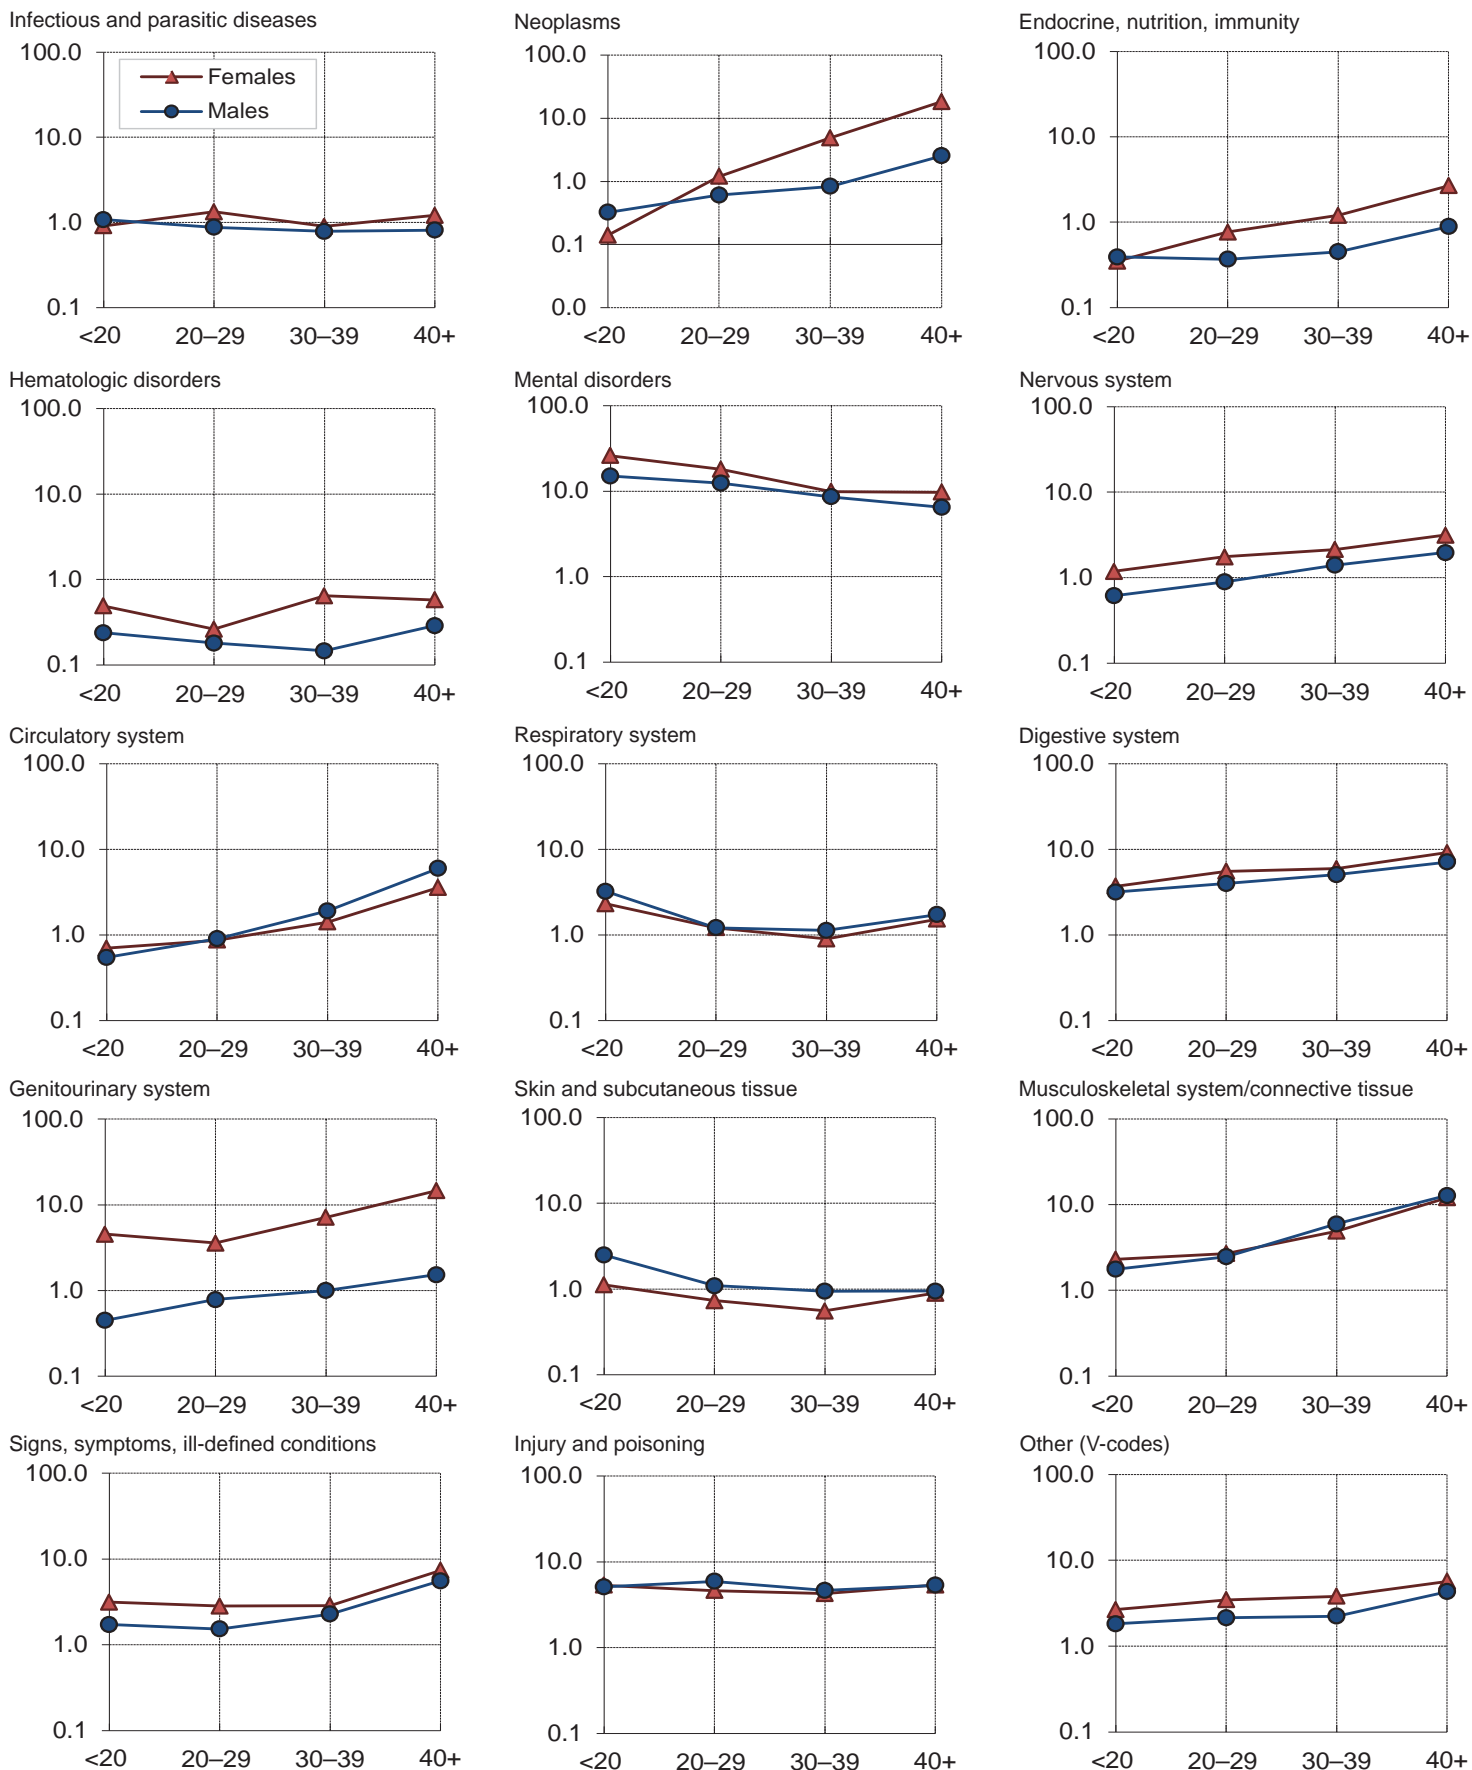 Infectious and parasitic diseases
100.0
10.0
1.0
0.1
Females
Males
<20 20–29 30–39 40+
Neoplasms
100.0
10.0
1.0
0.1
0.0
<20 20–29 30–39 40+
Endocrine, nutrition, immunity
100.0
10.0
1.0
0.1
<20 20–29 30–39 40+
Hematologic disorders
100.0
10.0
1.0
0.1
<20 20–29 30–39 40+
Mental disorders
100.0
10.0
1.0
0.1
<20 20–29 30–39 40+
Nervous system
100.0
10.0
1.0
0.1
<20 20–29 30–39 40+
Circulatory system
100.0
10.0
1.0
0.1
<20 20–29 30–39 40+
Respiratory system
100.0
10.0
1.0
0.1
<20 20–29 30–39 40+
Digestive system
100.0
10.0
1.0
0.1
<20 20–29 30–39 40+
Genitourinary system
100.0
10.0
1.0
0.1
<20 20–29 30–39 40+
Skin and subcutaneous tissue
100.0
10.0
1.0
0.1
<20 20–29 30–39 40+
Musculoskeletal system/connective tissue
100.0
10.0
1.0
0.1
<20 20–29 30–39 40+
Signs, symptoms, ill-defined conditions
100.0
10.0
1.0
0.1
<20 20–29 30–39 40+
Injury and poisoning
100.0
10.0
1.0
0.1
<20 20–29 30–39 40+
Other (V-codes)
100.0
10.0
1.0
0.1
<20 20–29 30–39 40+